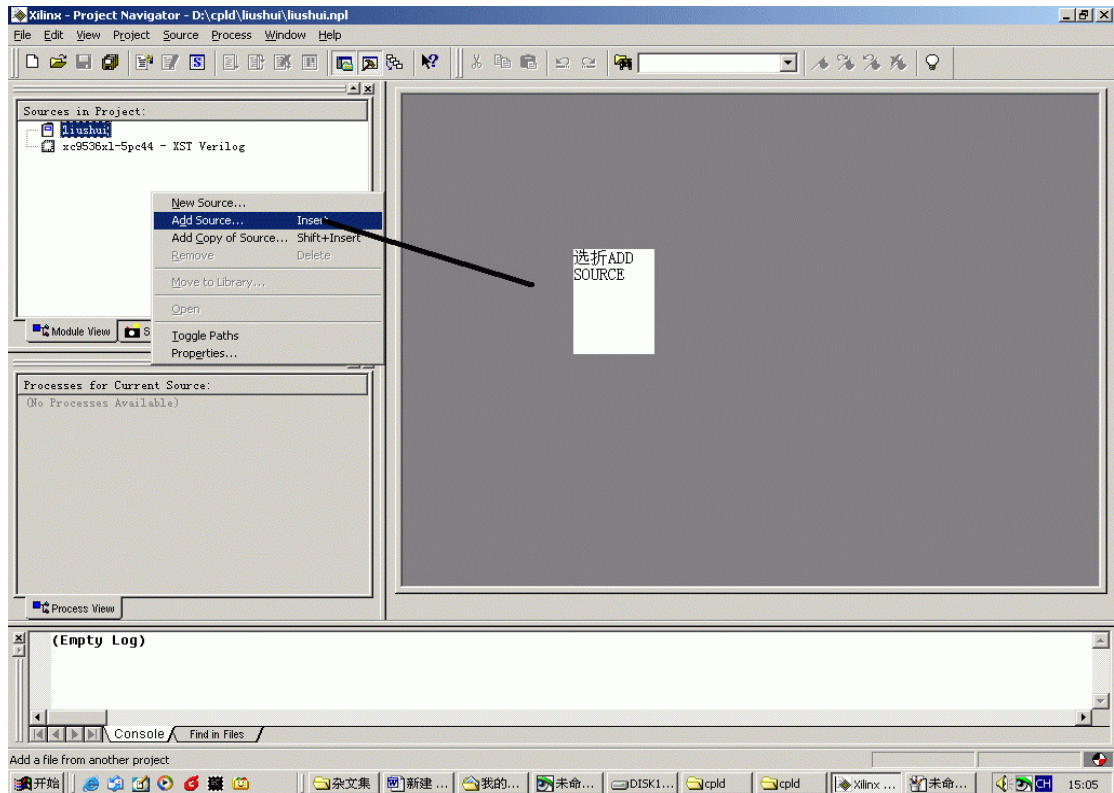 Xilinx - Project Navigator - D:\cpld\liushui\liushui.npl
File Edit View Project Source Process Window Help
Sources in Project:
liushui
xc9536xl-5pc44 - XST Verilog
New Source...
Add Source... Insert
Add Copy of Source... Shift+Insert
Remove Delete
Move to Library...
Open
Toggle Paths
Properties...
选折ADD
SOURCE
Module View S
Processes for Current Source:
(No Processes Available)
Process View
(Empty Log)
Console Find in Files
Add a file from another project
开始 杂文集 新建 ... 我的... 未命... DISK1... cpld cpld Xilinx ... 未命... CH 15:05